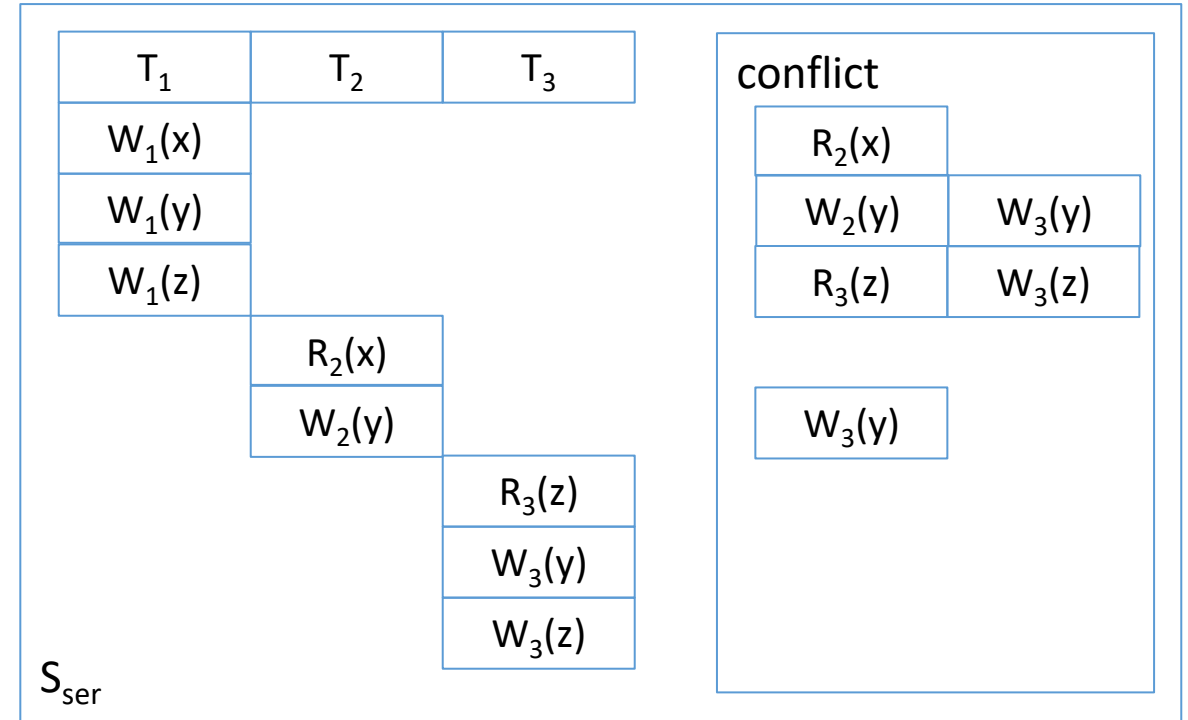 T₁ T₂ T₃ conflict
W₁(x) R₂(x)
W₁(y) W₂(y) W₃(y)
W₁(z) R₃(z) W₃(z)
R₂(x)
W₂(y) W₃(y)
R₃(z)
W₃(y)
W₃(z)
Sser